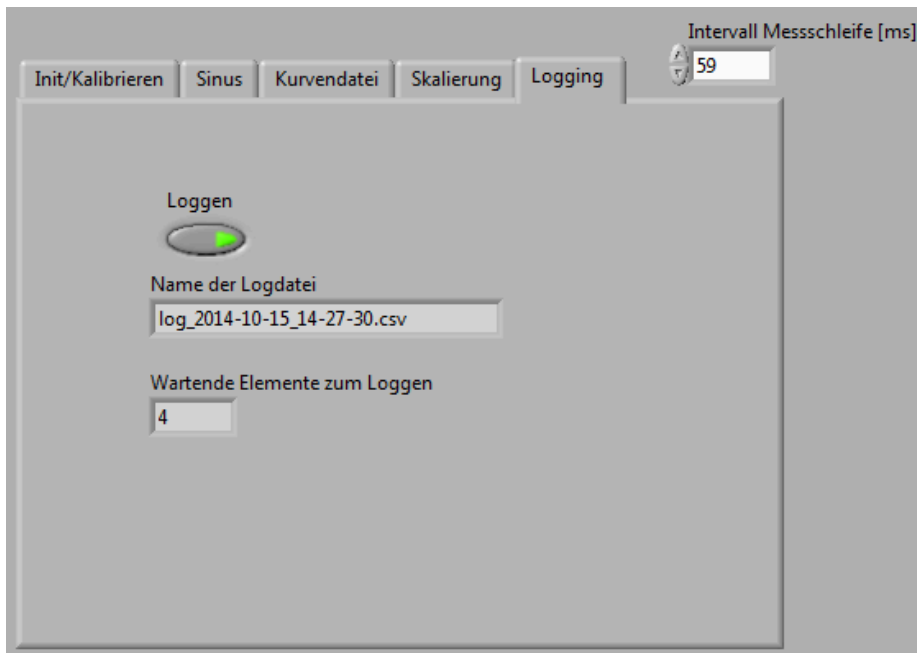 Intervall Messschleife [ms]
59
Init/Kalibrieren Sinus Kurvendatei Skalierung Logging
Loggen
Name der Logdatei
log_2014-10-15_14-27-30.csv
Wartende Elemente zum Loggen
4